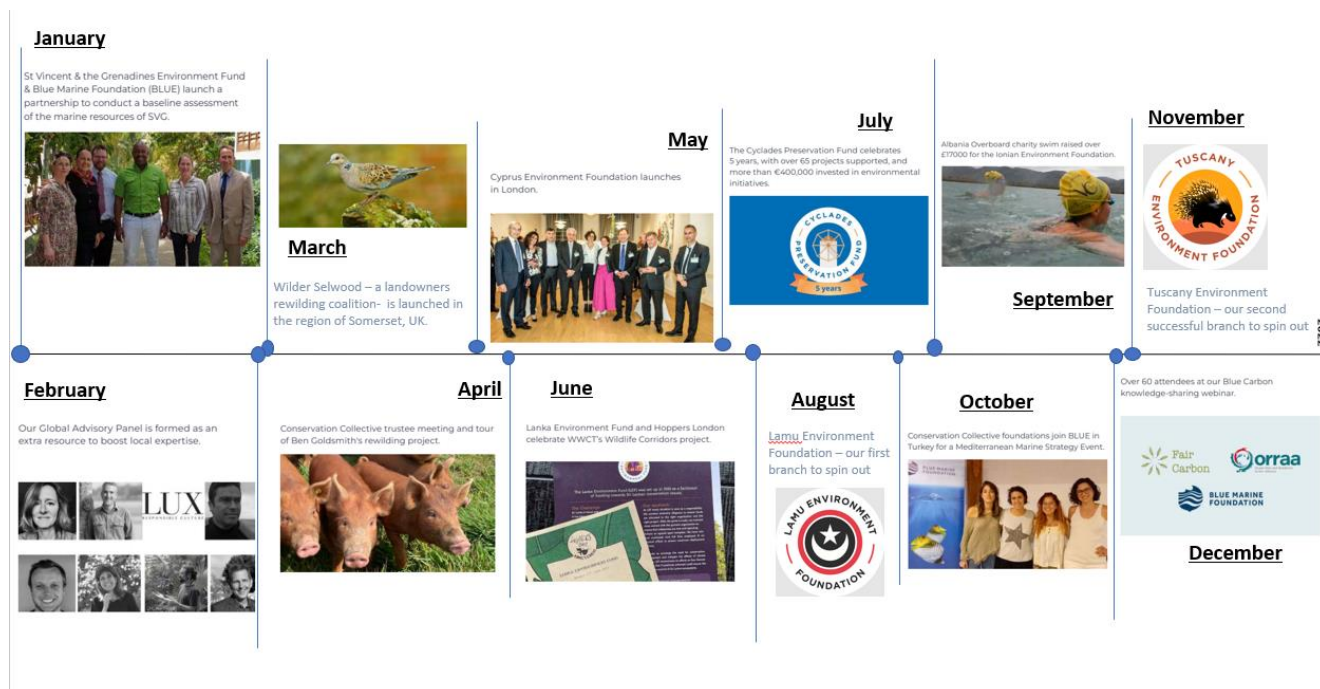 January
St Vincent & the Grenadines Environment Fund
& Blue Marine Foundation (BLUE) launch a
partnership to conduct a baseline assessment
of the marine resources of SVG.
March
Wilder Selwood – a landowners
rewilding coalition- is launched in
the region of Somerset, UK.
May
Cyprus Environment Foundation launches
in London.
July
The Cyclades Preservation Fund celebrates
5 years, with over 65 projects supported, and
more than €400,000 invested in environmental
initiatives.
CYCLADES
PRESERVATION FUND
5 years
Albania Overboard charity swim raised over
£17000 for the Ionian Environment Foundation.
September
November
TUSCANY
ENVIRONMENT FOUNDATION
Tuscany Environment
Foundation – our second
successful branch to spin out
February
Our Global Advisory Panel is formed as an
extra resource to boost local expertise.
LUX
RESPONSIBLE CULTURE
April
Conservation Collective trustee meeting and tour
of Ben Goldsmith's rewilding project.
June
Lanka Environment Fund and Hoppers London
celebrate WWCT's Wildlife Corridors project.
August
Lamu Environment
Foundation – our first
branch to spin out
LAMU ENVIRONMENT
FOUNDATION
October
Conservation Collective foundations join BLUE in
Turkey for a Mediterranean Marine Strategy Event.
BLUE MARINE
FOUNDATION
Over 60 attendees at our Blue Carbon
knowledge-sharing webinar.
Fair
Carbon
orraa
BLUE MARINE
FOUNDATION
December